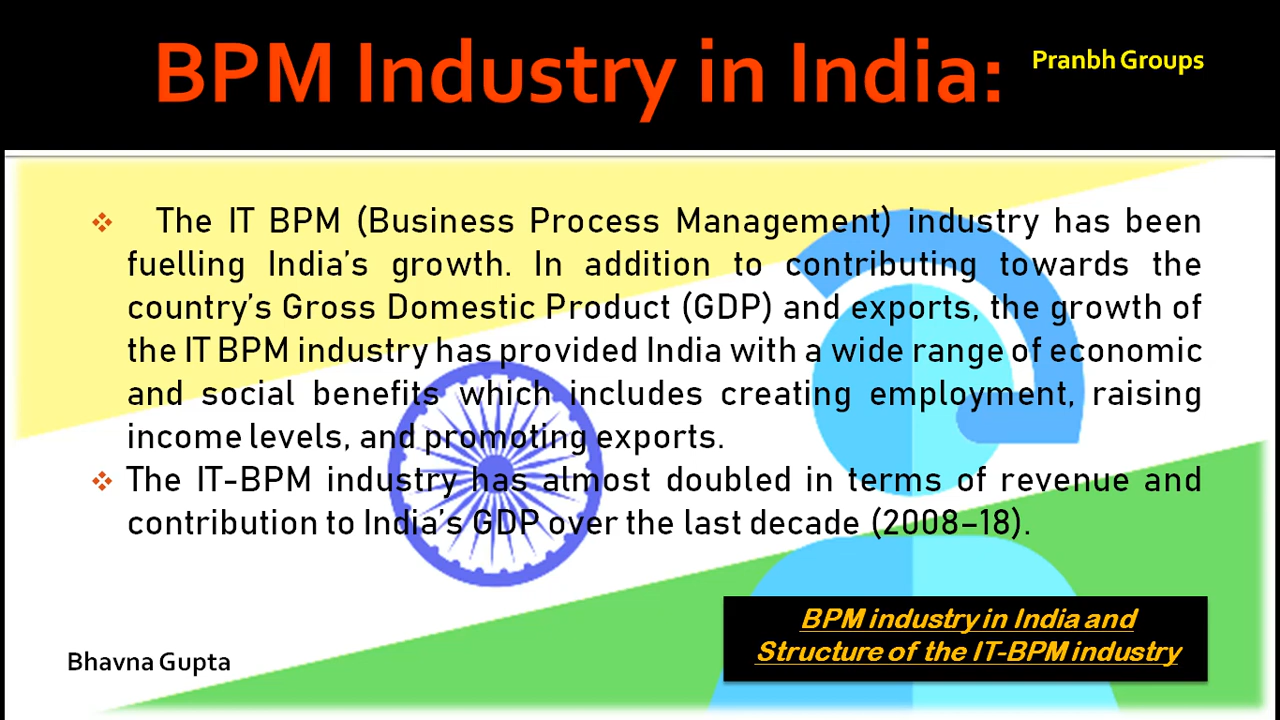 BPM Industry in India:
Pranbh Groups
The IT BPM (Business Process Management) industry has been
fuelling India’s growth. In addition to contributing towards the
country’s Gross Domestic Product (GDP) and exports, the growth of
the IT BPM industry has provided India with a wide range of economic
and social benefits which includes creating employment, raising
income levels, and promoting exports.
The IT-BPM industry has almost doubled in terms of revenue and
contribution to India’s GDP over the last decade (2008–18).
BPM industry in India and
Structure of the IT-BPM industry
Bhavna Gupta